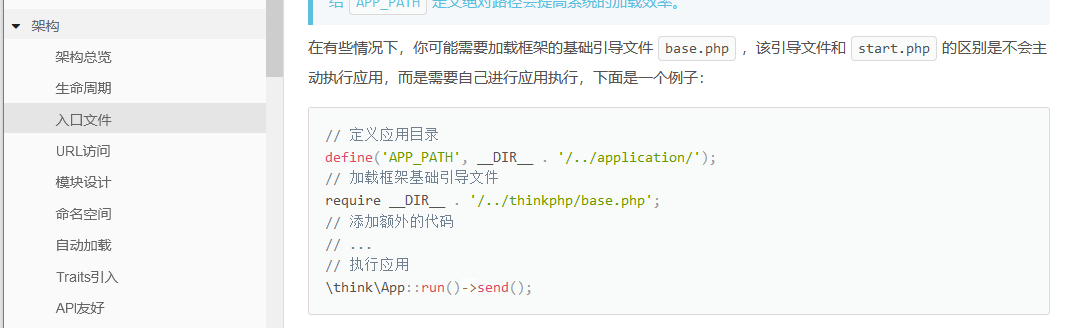 架构
架构总览
生命周期
入口文件
URL访问
模块设计
命名空间
自动加载
Traits引入
API友好
给 APP_PATH 定义绝对路径会提高系统的加载效率。
在有些情况下，你可能需要加载框架的基础引导文件 base.php ，该引导文件和 start.php 的区别是不会主
动执行应用，而是需要自己进行应用执行，下面是一个例子：
// 定义应用目录
define('APP_PATH', __DIR__ . '/../application/');
// 加载框架基础引导文件
require __DIR__ . '/../thinkphp/base.php';
// 添加额外的代码
// ...
// 执行应用
\think\App::run()->send();